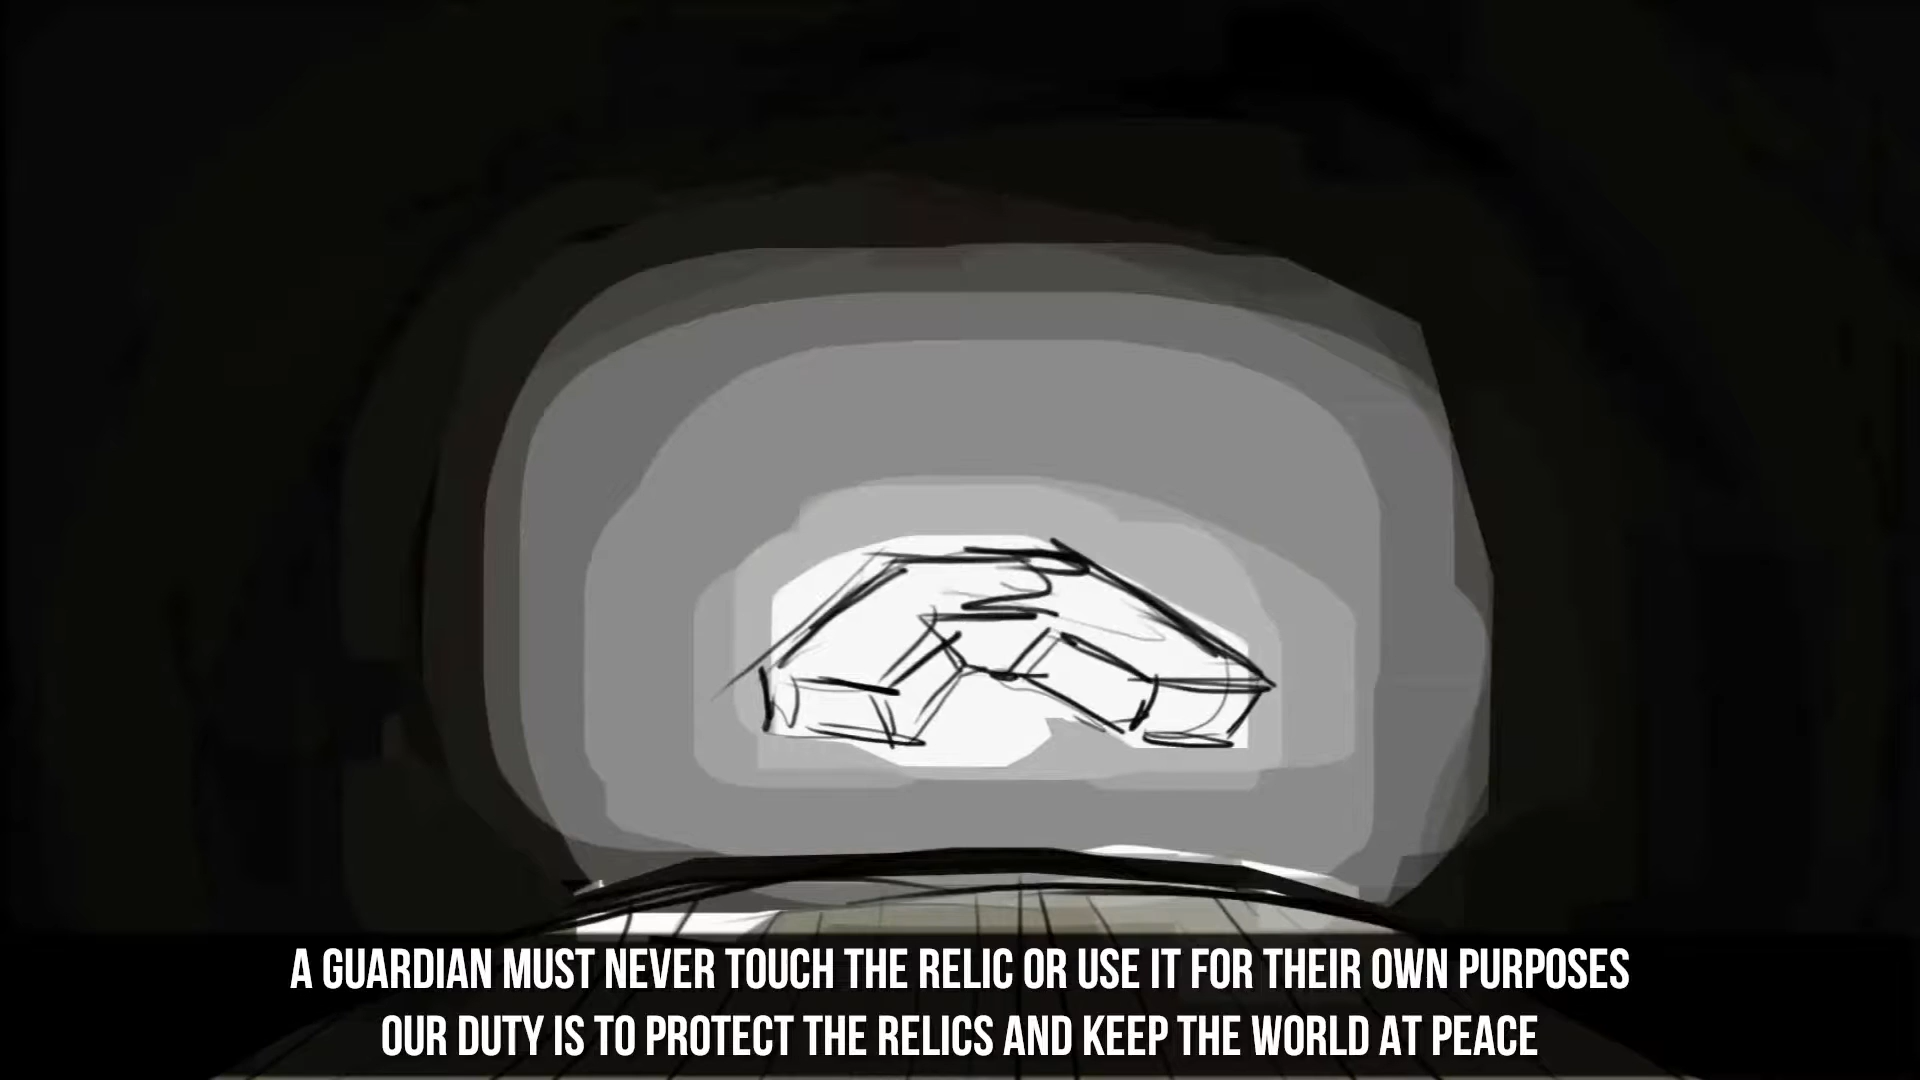 A GUARDIAN MUST NEVER TOUCH THE RELIC OR USE IT FOR THEIR OWN PURPOSES
OUR DUTY IS TO PROTECT THE RELICS AND KEEP THE WORLD AT PEACE